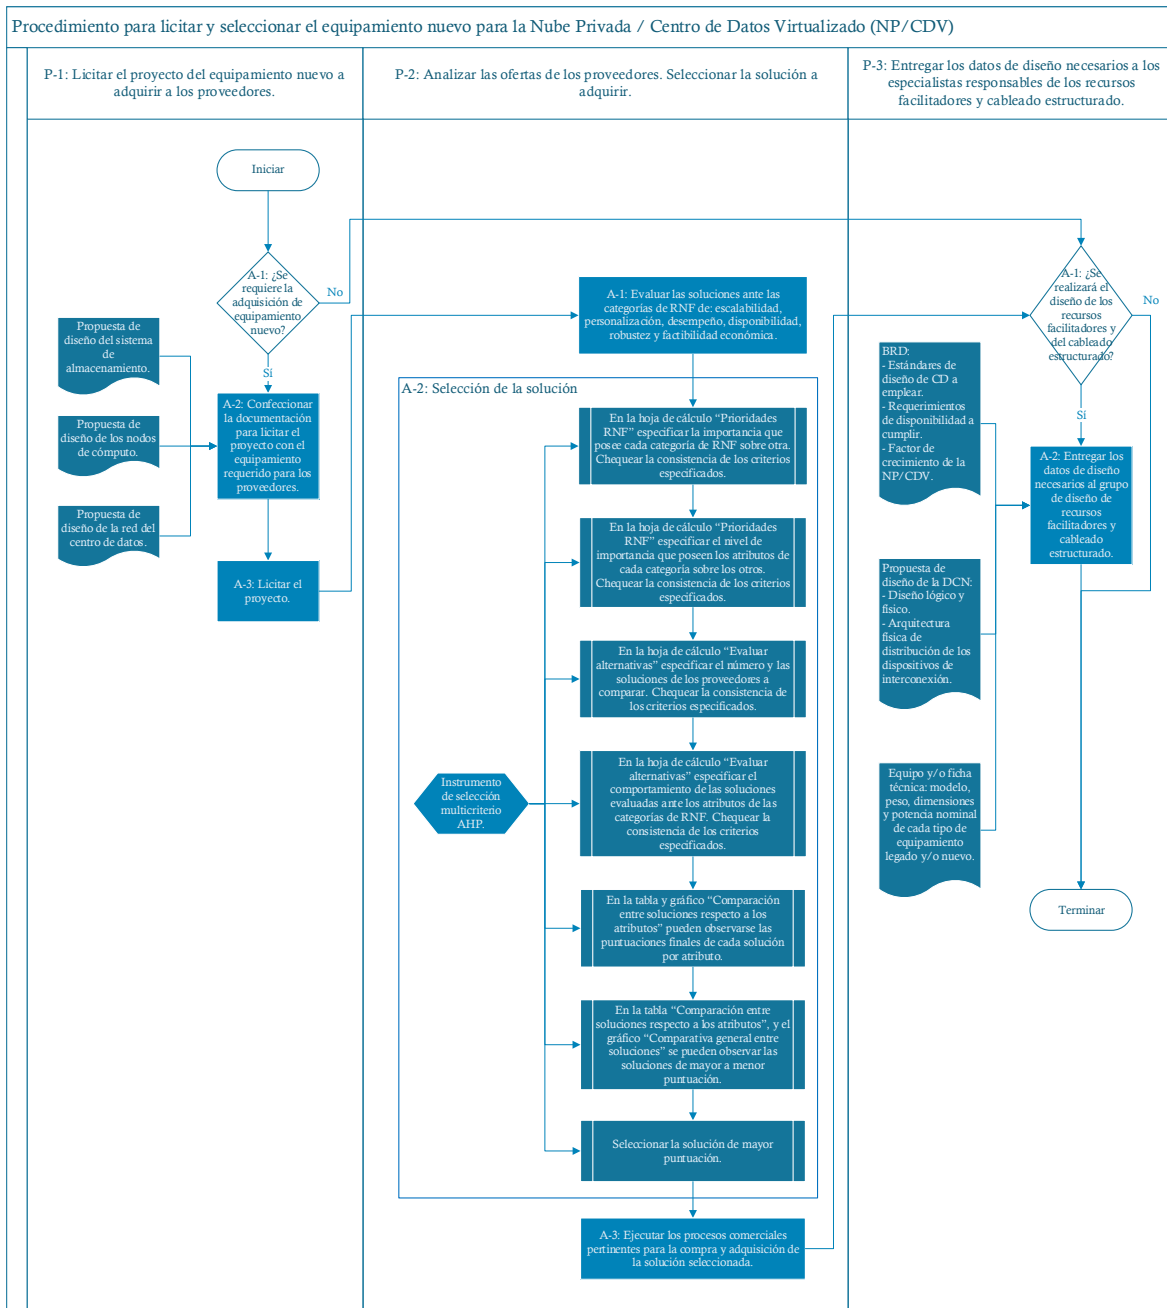 Procedimiento para licitar y seleccionar el equipamiento nuevo para la Nube Privada / Centro de Datos Virtualizado (NP/CDV)
P-1: Licitar el proyecto del equipamiento nuevo a
adquirir a los proveedores.
P-2: Analizar las ofertas de los proveedores. Seleccionar la solución a
adquirir.
P-3: Entregar los datos de diseño necesarios a los
especialistas responsables de los recursos
facilitadores y cableado estructurado.
Iniciar
A-1: ¿Se
requiere la
adquisición de
equipamiento
nuevo?
No
Sí
Propuesta de
diseño del sistema
de
almacenamiento.
Propuesta de
diseño de los nodos
de cómputo.
Propuesta de
diseño de la red del
centro de datos.
A-2: Confeccionar
la documentación
para licitar el
proyecto con el
equipamiento
requerido para los
proveedores.
A-3: Licitar el
proyecto.
A-1: Evaluar las soluciones ante las
categorías de RNF de: escalabilidad,
personalización, desempeño, disponibilidad,
robustez y factibilidad económica.
A-2: Selección de la solución
En la hoja de cálculo “Prioridades
RNF” especificar la importancia que
posee cada categoría de RNF sobre otra.
Chequear la consistencia de los criterios
especificados.
En la hoja de cálculo “Prioridades
RNF” especificar el nivel de
importancia que poseen los atributos de
cada categoría sobre los otros.
Chequear la consistencia de los criterios
especificados.
En la hoja de cálculo “Evaluar
alternativas” especificar el número y las
soluciones de los proveedores a
comparar. Chequear la consistencia de
los criterios especificados.
En la hoja de cálculo “Evaluar
alternativas” especificar el
comportamiento de las soluciones
evaluadas ante los atributos de las
categorías de RNF. Chequear la
consistencia de los criterios
especificados.
Instrumento
de selección
multicriterio
AHP.
En la tabla y gráfico “Comparación
entre soluciones respecto a los
atributos” pueden observarse las
puntuaciones finales de cada solución
por atributo.
En la tabla “Comparación entre
soluciones respecto a los atributos”, y el
gráfico “Comparativa general entre
soluciones” se pueden observar las
soluciones de mayor a menor
puntuación.
Seleccionar la solución de mayor
puntuación.
A-3: Ejecutar los procesos comerciales
pertinentes para la compra y adquisición de
la solución seleccionada.
A-1: ¿Se
realizará el
diseño de los
recursos
facilitadores y
del cableado
estructurado?
No
Sí
BRD:
- Estándares de
diseño de CD a
emplear.
- Requerimientos
de disponibilidad a
cumplir.
- Factor de
crecimiento de la
NP/CDV.
A-2: Entregar los
datos de diseño
necesarios al grupo
de diseño de
recursos
facilitadores y
cableado
estructurado.
Propuesta de
diseño de la DCN:
- Diseño lógico y
físico.
- Arquitectura
física de
distribución de los
dispositivos de
interconexión.
Equipo y/o ficha
técnica: modelo,
peso, dimensiones
y potencia nominal
de cada tipo de
equipamiento
legado y/o nuevo.
Terminar